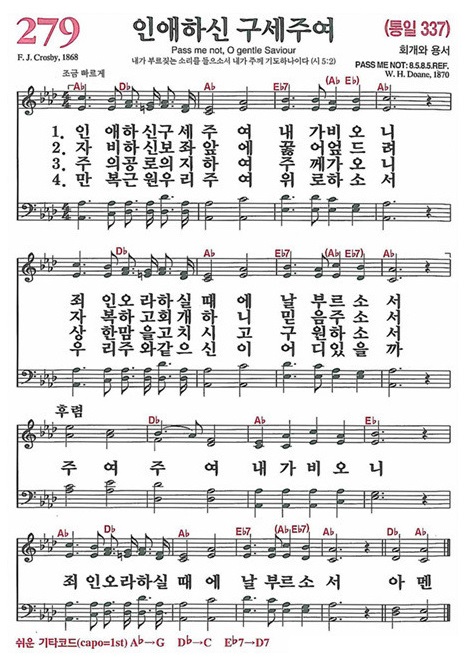 279
인애하신 구세주여
(통일 337)
F. J. Crosby, 1868
Pass me not, O gentle Saviour
회개와 용서
내가 부르짖는 소리를 들으소서 내가 주께 기도하나이다 (시 5:2)
PASS ME NOT: 8.5.8.5.REF.
W. H. Doane, 1870
조금 빠르게
A♭ D♭ A♭ (A♭ E♭) E♭
1. 인 애하신구세 주 여 내 가비 오 니
2. 자 비하신보좌 앞 에 꿇 어엎 드 려
3. 주 의공로의지 하 여 주 께가 오 니
4. 만 복근원우리 주 여 위 로하 소 서
D♭ A♭ E♭7 (A♭ E♭7) A♭
죄 인오라하실 때 에 날 부르 소 서
자 복하고회개 하 니 믿 음주 소 서
상 한맘을고치 시 고 구 원하 소 서
우 리주와같으 신 이 어 디있 을 까
후렴
D♭ A♭ E♭
주 여 주 여 내 가 비 오 니
A♭ D♭ A♭ E♭7 (A♭ E♭7) A♭ D♭ A♭
죄 인오라하실 때 에 날 부르 소 서 아 멘
쉬운 기타코드(capo=1st) A♭→G D♭→C E♭7→D7